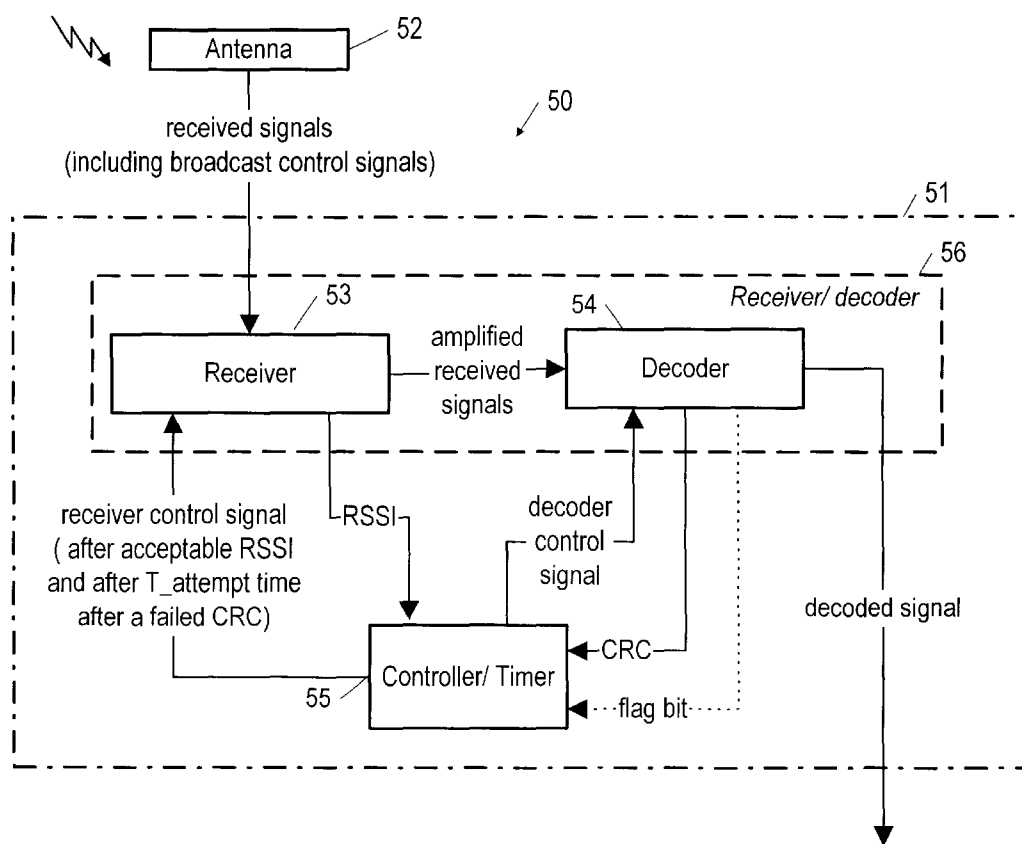 52
Antenna
50
received signals
(including broadcast control signals)
51
56
Receiver/ decoder
53
54
Receiver
amplified
received
signals
Decoder
receiver control signal
( after acceptable RSSI
and after T_attempt time
after a failed CRC)
RSSI
decoder
control
signal
decoded signal
CRC
Controller/ Timer
55
flag bit